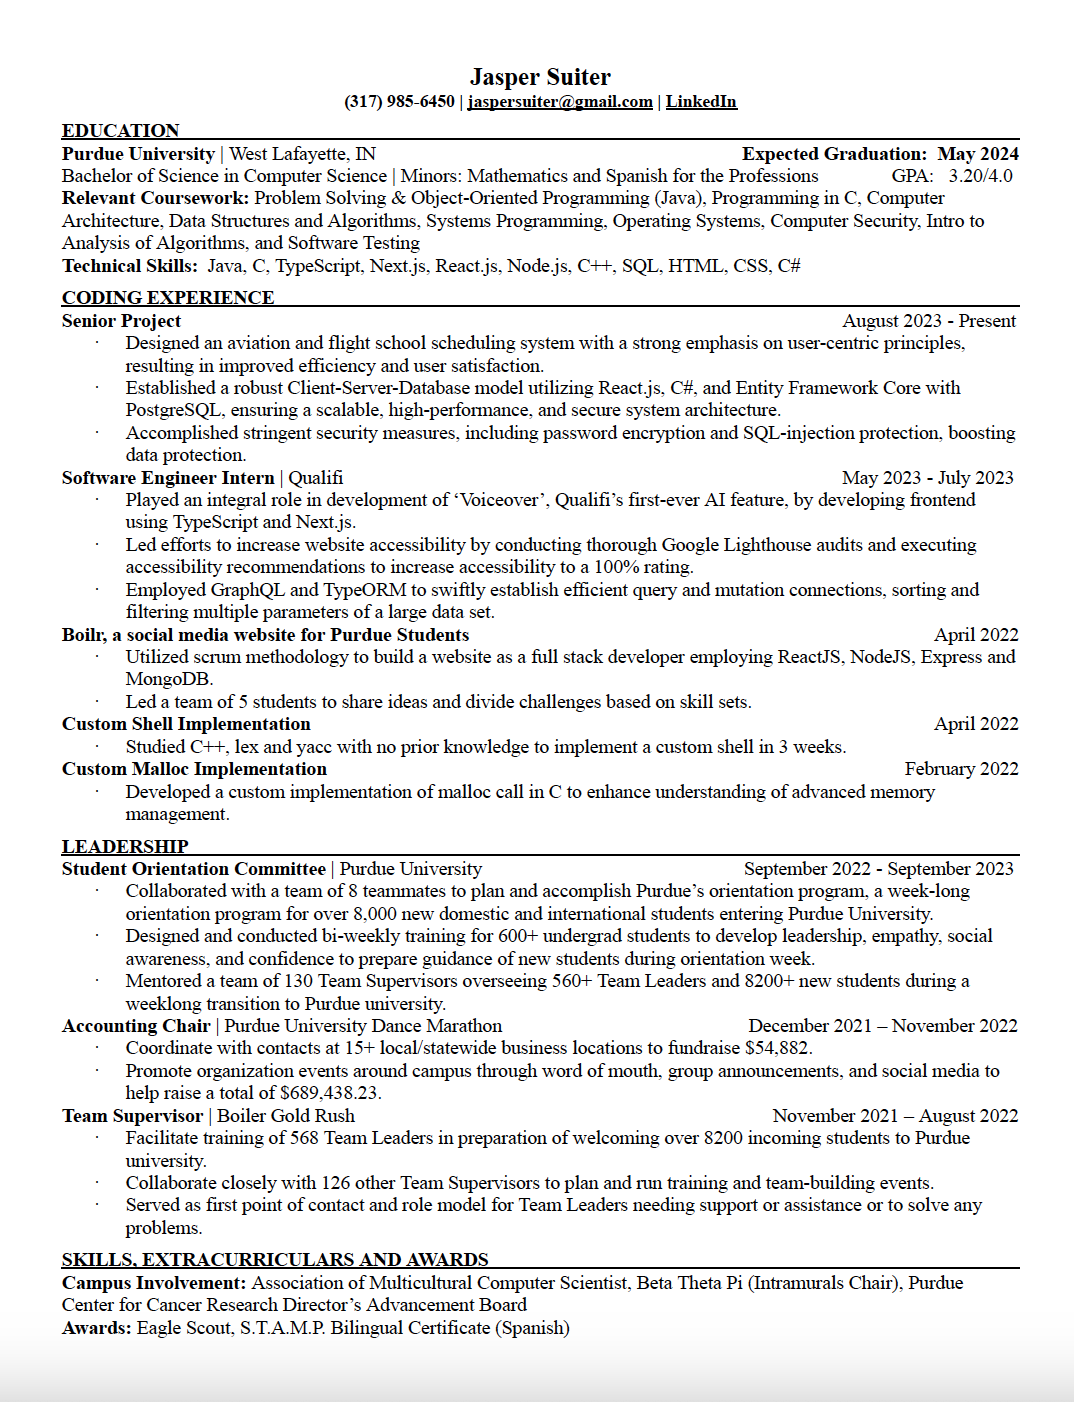 Jasper Suiter
(317) 985-6450 | jaspersuiter@gmail.com | LinkedIn
EDUCATION
Purdue University | West Lafayette, IN Expected Graduation: May 2024
Bachelor of Science in Computer Science | Minors: Mathematics and Spanish for the Professions GPA: 3.20/4.0
Relevant Coursework: Problem Solving & Object-Oriented Programming (Java), Programming in C, Computer
Architecture, Data Structures and Algorithms, Systems Programming, Operating Systems, Computer Security, Intro to
Analysis of Algorithms, and Software Testing
Technical Skills: Java, C, TypeScript, Next.js, React.js, Node.js, C++, SQL, HTML, CSS, C#
CODING EXPERIENCE
Senior Project August 2023 - Present
· Designed an aviation and flight school scheduling system with a strong emphasis on user-centric principles,
resulting in improved efficiency and user satisfaction.
· Established a robust Client-Server-Database model utilizing React.js, C#, and Entity Framework Core with
PostgreSQL, ensuring a scalable, high-performance, and secure system architecture.
· Accomplished stringent security measures, including password encryption and SQL-injection protection, boosting
data protection.
Software Engineer Intern | Qualifi May 2023 - July 2023
· Played an integral role in development of ‘Voiceover’, Qualifi’s first-ever AI feature, by developing frontend
using TypeScript and Next.js.
· Led efforts to increase website accessibility by conducting thorough Google Lighthouse audits and executing
accessibility recommendations to increase accessibility to a 100% rating.
· Employed GraphQL and TypeORM to swiftly establish efficient query and mutation connections, sorting and
filtering multiple parameters of a large data set.
Boilr, a social media website for Purdue Students April 2022
· Utilized scrum methodology to build a website as a full stack developer employing ReactJS, NodeJS, Express and
MongoDB.
· Led a team of 5 students to share ideas and divide challenges based on skill sets.
Custom Shell Implementation April 2022
· Studied C++, lex and yacc with no prior knowledge to implement a custom shell in 3 weeks.
Custom Malloc Implementation February 2022
· Developed a custom implementation of malloc call in C to enhance understanding of advanced memory
management.
LEADERSHIP
Student Orientation Committee | Purdue University September 2022 - September 2023
· Collaborated with a team of 8 teammates to plan and accomplish Purdue’s orientation program, a week-long
orientation program for over 8,000 new domestic and international students entering Purdue University.
· Designed and conducted bi-weekly training for 600+ undergrad students to develop leadership, empathy, social
awareness, and confidence to prepare guidance of new students during orientation week.
· Mentored a team of 130 Team Supervisors overseeing 560+ Team Leaders and 8200+ new students during a
weeklong transition to Purdue university.
Accounting Chair | Purdue University Dance Marathon December 2021 – November 2022
· Coordinate with contacts at 15+ local/statewide business locations to fundraise $54,882.
· Promote organization events around campus through word of mouth, group announcements, and social media to
help raise a total of $689,438.23.
Team Supervisor | Boiler Gold Rush November 2021 – August 2022
· Facilitate training of 568 Team Leaders in preparation of welcoming over 8200 incoming students to Purdue
university.
· Collaborate closely with 126 other Team Supervisors to plan and run training and team-building events.
· Served as first point of contact and role model for Team Leaders needing support or assistance or to solve any
problems.
SKILLS, EXTRACURRICULARS AND AWARDS
Campus Involvement: Association of Multicultural Computer Scientist, Beta Theta Pi (Intramurals Chair), Purdue
Center for Cancer Research Director’s Advancement Board
Awards: Eagle Scout, S.T.A.M.P. Bilingual Certificate (Spanish)